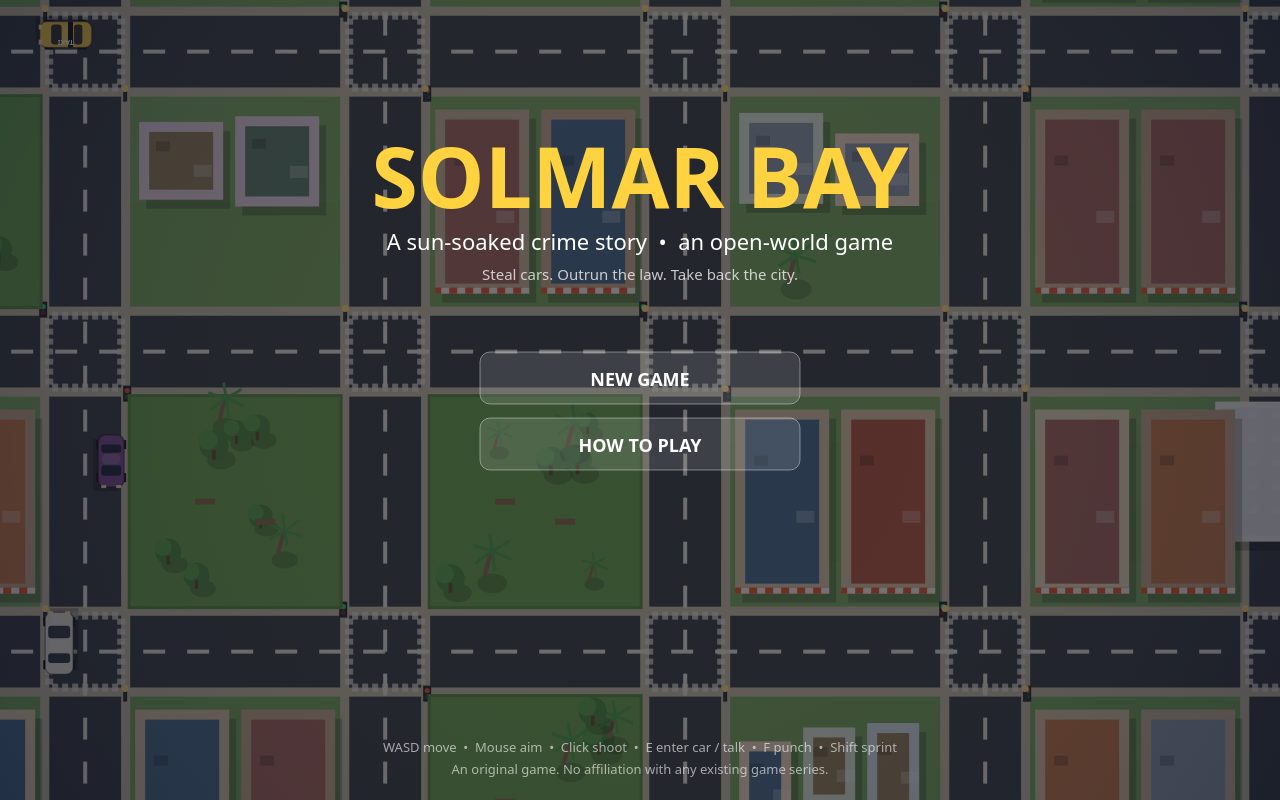 SOLMAR BAY
A sun-soaked crime story • an open-world game
Steal cars. Outrun the law. Take back the city.
NEW GAME
HOW TO PLAY
WASD move • Mouse aim • Click shoot • E enter car / talk • F punch • Shift sprint
An original game. No affiliation with any existing game series.